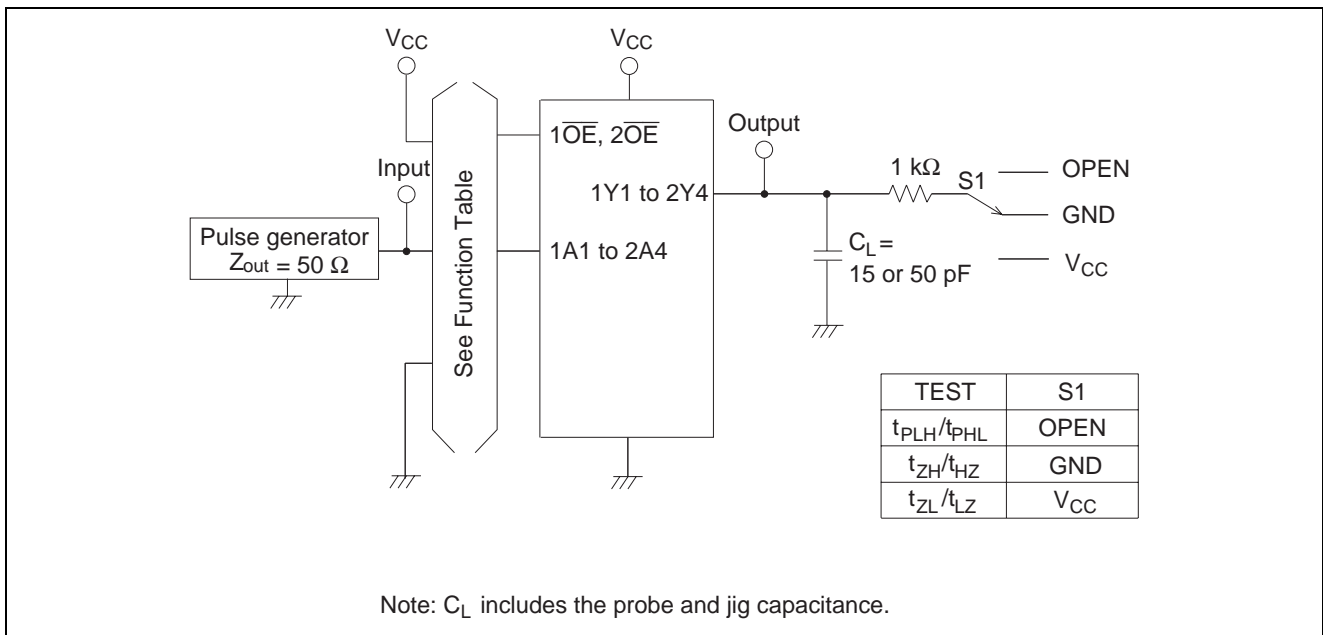 VCC
VCC
Input
Pulse generator
Zout = 50 Ω
See Function Table
1O̅E̅, 2O̅E̅
1Y1 to 2Y4
1A1 to 2A4
Output
1 kΩ
S1
OPEN
GND
VCC
CL =
15 or 50 pF
TEST S1
tPLH/tPHL OPEN
tZH/tHZ GND
tZL/tLZ VCC
Note: CL includes the probe and jig capacitance.